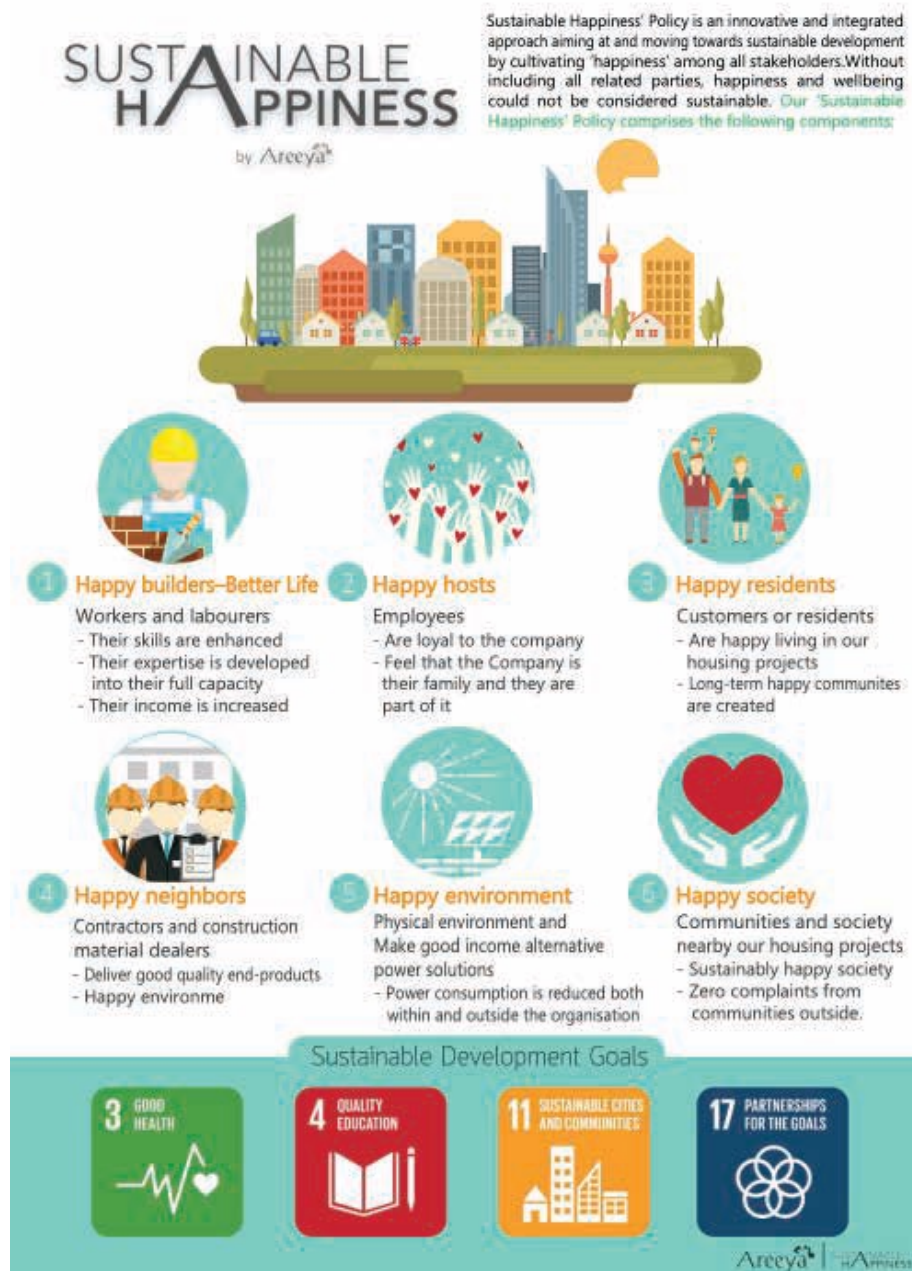 SUSTAINABLE
HAPPINESS
by Areeya
Sustainable Happiness' Policy is an innovative and integrated
approach aiming at and moving towards sustainable development
by cultivating 'happiness' among all stakeholders.Without
including all related parties, happiness and wellbeing
could not be considered sustainable. Our 'Sustainable
Happiness' Policy comprises the following components:
1 Happy builders–Better Life
Workers and labourers
- Their skills are enhanced
- Their expertise is developed
into their full capacity
- Their income is increased
2 Happy hosts
Employees
- Are loyal to the company
- Feel that the Company is
their family and they are
part of it
3 Happy residents
Customers or residents
- Are happy living in our
housing projects
- Long-term happy communites
are created
4 Happy neighbors
Contractors and construction
material dealers
- Deliver good quality end-products
- Happy environme
5 Happy environment
Physical environment and
Make good income alternative
power solutions
- Power consumption is reduced both
within and outside the organisation
6 Happy society
Communities and society
nearby our housing projects
- Sustainably happy society
- Zero complaints from
communities outside.
Sustainable Development Goals
3 GOOD
HEALTH
4 QUALITY
EDUCATION
11 SUSTAINABLE CITIES
AND COMMUNITIES
17 PARTNERSHIPS
FOR THE GOALS
Areeya
SUSTAINABLE
HAPPINESS